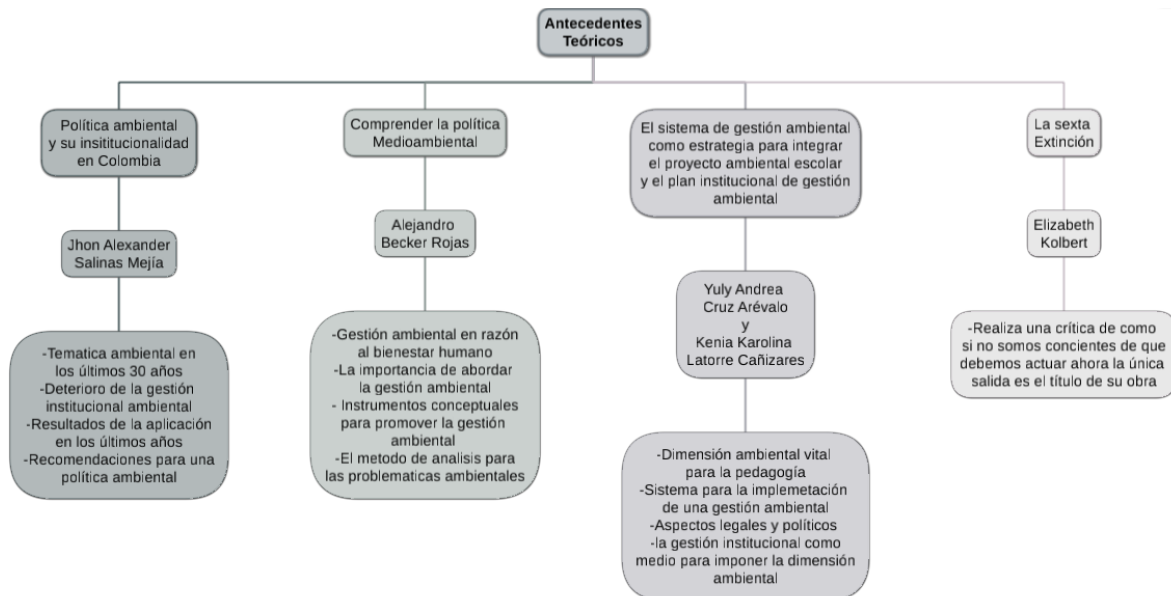 Antecedentes
Teóricos
Política ambiental
y su insititucionalidad
en Colombia
Jhon Alexander
Salinas Mejía
-Tematica ambiental en
los últimos 30 años
-Deterioro de la gestión
institucional ambiental
-Resultados de la aplicación
en los últimos años
-Recomendaciones para una
política ambiental
Comprender la política
Medioambiental
Alejandro
Becker Rojas
-Gestión ambiental en razón
al bienestar humano
-La importancia de abordar
la gestión ambiental
- Instrumentos conceptuales
para promover la gestión
ambiental
-El metodo de analisis para
las problematicas ambientales
El sistema de gestión ambiental
como estrategia para integrar
el proyecto ambiental escolar
y el plan institucional de gestión
ambiental
Yuly Andrea
Cruz Arévalo
y
Kenia Karolina
Latorre Cañizares
-Dimensión ambiental vital
para la pedagogía
-Sistema para la implemetación
de una gestión ambiental
-Aspectos legales y políticos
-la gestión institucional como
medio para imponer la dimensión
ambiental
La sexta
Extinción
Elizabeth
Kolbert
-Realiza una crítica de como
si no somos concientes de que
debemos actuar ahora la única
salida es el título de su obra